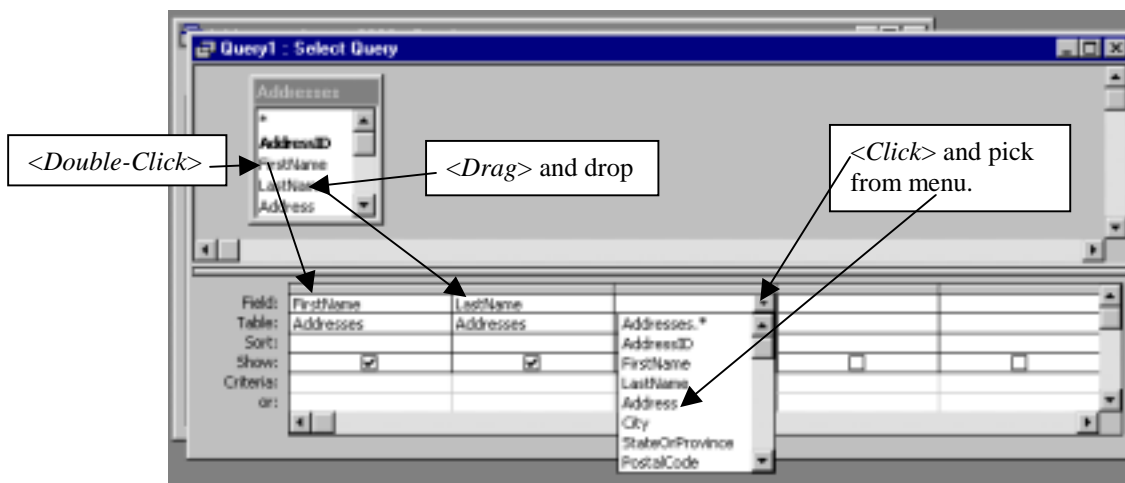 Query1 : Select Query
Addresses
*
AddressID
FirstName
LastName
Address
<Double-Click>
<Drag> and drop
<Click> and pick
from menu.
Field: FirstName LastName
Table: Addresses Addresses
Sort:
Show:
Criteria:
or:
Addresses.*
AddressID
FirstName
LastName
Address
City
StateOrProvince
PostalCode